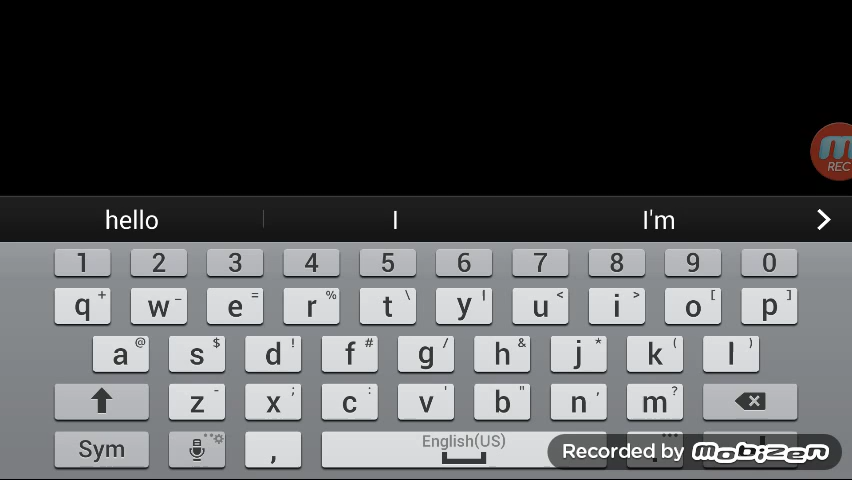 m
REC
hello I I'm
1 2 3 4 5 6 7 8 9 0
q + w _ e = r % t \ y | u < i > o [ p ]
a @ s $ d ! f # g / h & j * k ( l )
z - x ; c : v ' b " n , m ?
Sym , English(US)
Recorded by mobizen